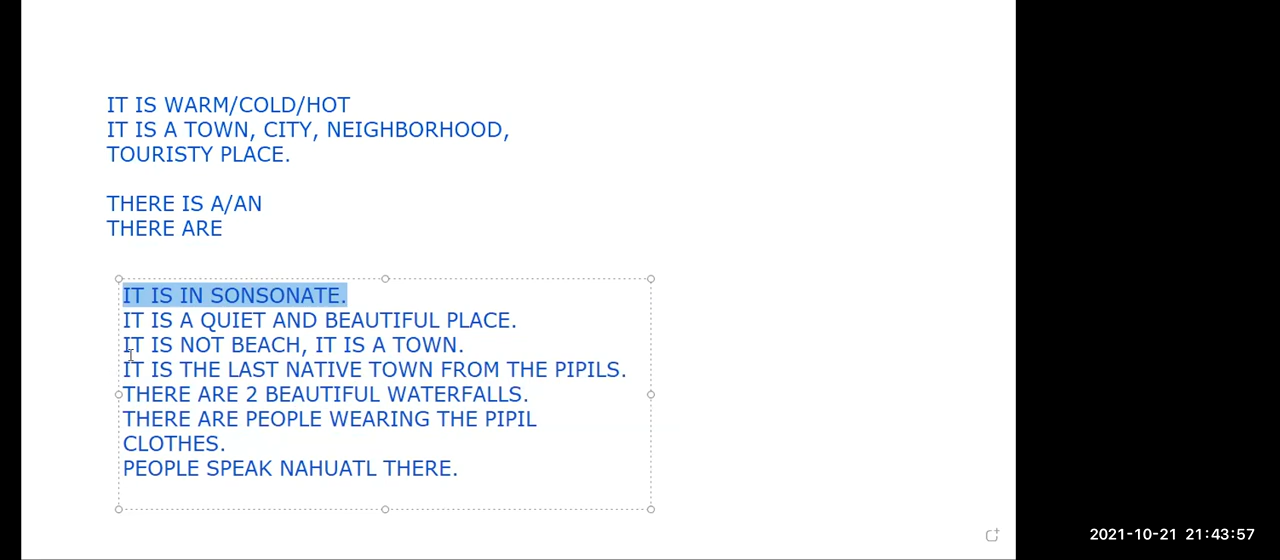 IT IS WARM/COLD/HOT
IT IS A TOWN, CITY, NEIGHBORHOOD,
TOURISTY PLACE.
THERE IS A/AN
THERE ARE
IT IS IN SONSONATE.
IT IS A QUIET AND BEAUTIFUL PLACE.
IT IS NOT BEACH, IT IS A TOWN.
IT IS THE LAST NATIVE TOWN FROM THE PIPILS.
THERE ARE 2 BEAUTIFUL WATERFALLS.
THERE ARE PEOPLE WEARING THE PIPIL
CLOTHES.
PEOPLE SPEAK NAHUATL THERE.
2021-10-21 21:43:57